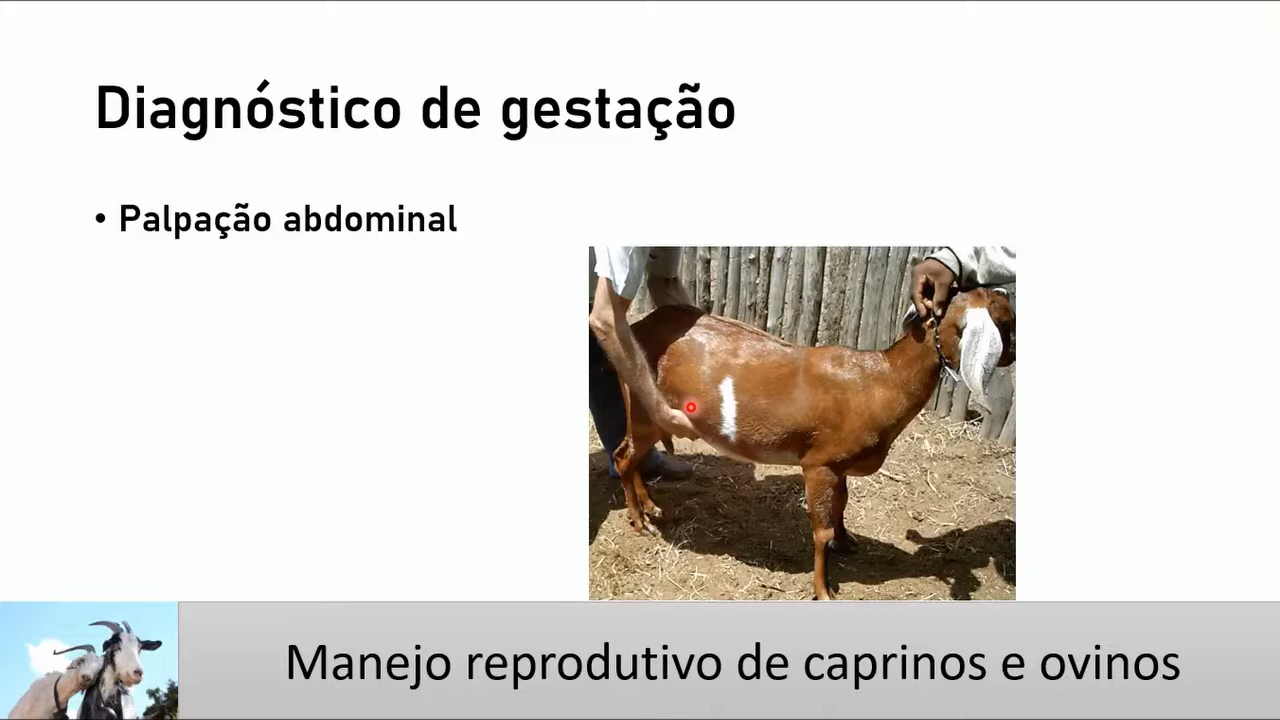 Diagnóstico de gestação
• Palpação abdominal
Manejo reprodutivo de caprinos e ovinos